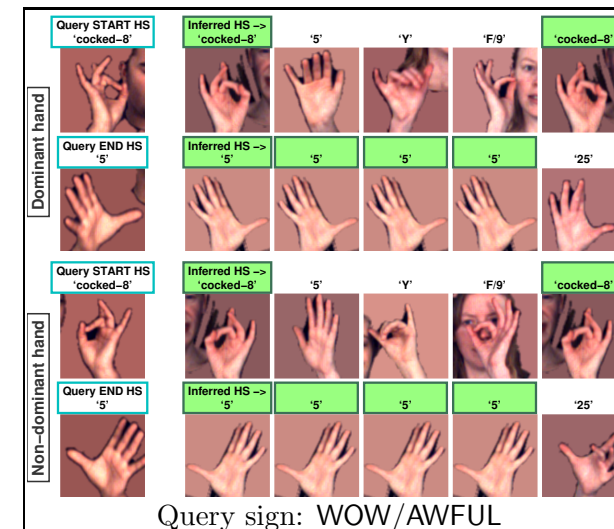 Query START HS Inferred HS –>
'cocked–8' 'cocked–8' '5' 'Y' 'F/9' 'cocked–8'
Dominant hand
Query END HS Inferred HS –>
'5' '5' '5' '5' '5' '25'
Query START HS Inferred HS –>
'cocked–8' 'cocked–8' '5' 'Y' 'F/9' 'cocked–8'
Non–dominant hand
Query END HS Inferred HS –>
'5' '5' '5' '5' '5' '25'
Query sign: WOW/AWFUL